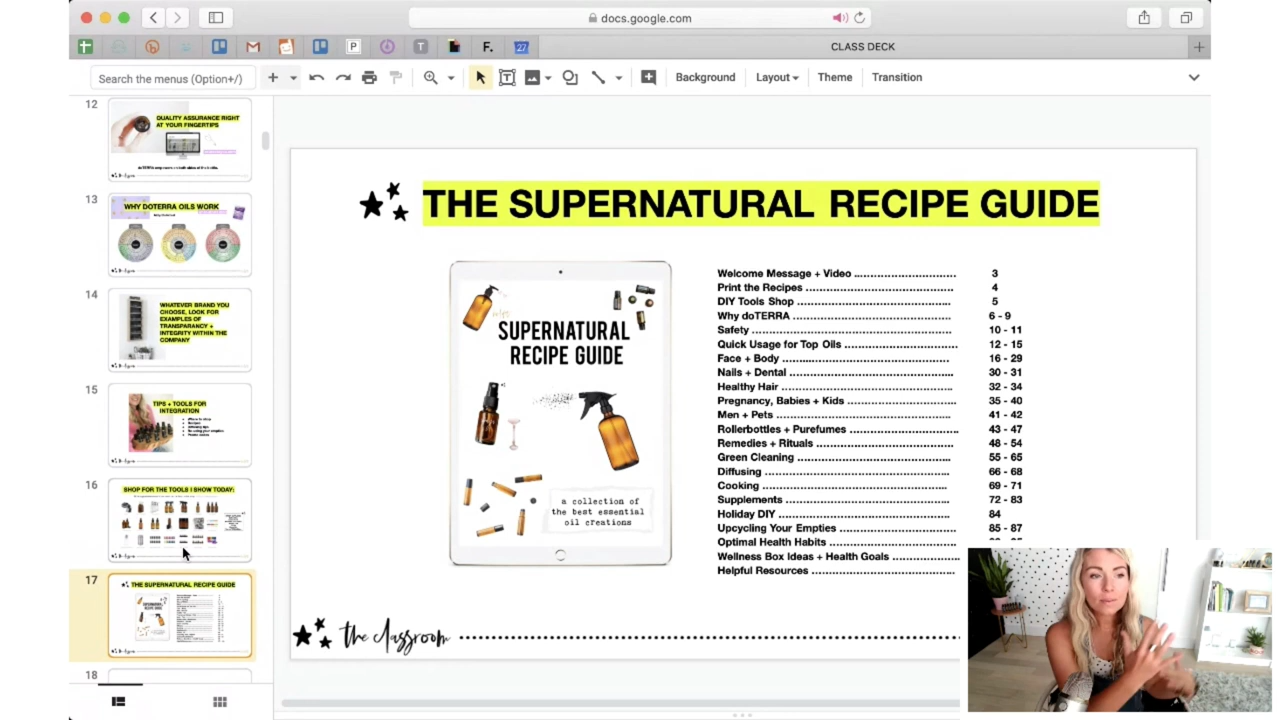 docs.google.com
P
T
F.
27
CLASS DECK
Search the menus (Option+/)
Background
Layout
Theme
Transition
12
QUALITY ASSURANCE RIGHT
AT YOUR FINGERTIPS
13
WHY DOTERRA OILS WORK
14
WHATEVER BRAND YOU
CHOOSE, LOOK FOR
EXAMPLES OF
TRANSPARANCY +
INTEGRITY WITHIN THE
COMPANY
15
TIPS + TOOLS FOR
INTEGRATION
16
SHOP FOR THE TOOLS I SHOW TODAY:
17
THE SUPERNATURAL RECIPE GUIDE
18
THE SUPERNATURAL RECIPE GUIDE
SUPERNATURAL
RECIPE GUIDE
a collection of
the best essential
oil creations
Welcome Message + Video 3
Print the Recipes 4
DIY Tools Shop 5
Why doTERRA 6 - 9
Safety 10 - 11
Quick Usage for Top Oils 12 - 15
Face + Body 16 - 29
Nails + Dental 30 - 31
Healthy Hair 32 - 34
Pregnancy, Babies + Kids 35 - 40
Men + Pets 41 - 42
Rollerbottles + Purefumes 43 - 47
Remedies + Rituals 48 - 54
Green Cleaning 55 - 65
Diffusing 66 - 68
Cooking 69 - 71
Supplements 72 - 83
Holiday DIY 84
Upcycling Your Empties 85 - 87
Optimal Health Habits
Wellness Box Ideas + Health Goals
Helpful Resources
the classroom